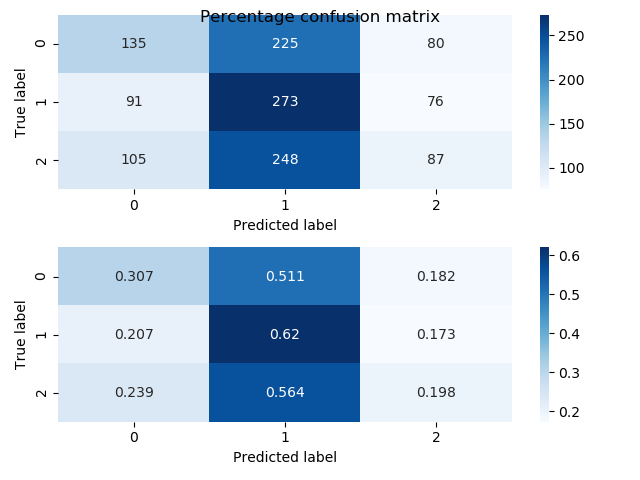 Percentage confusion matrix
True label
0 135 225 80
1 91 273 76
2 105 248 87
0 1 2
Predicted label
250
200
150
100
True label
0 0.307 0.511 0.182
1 0.207 0.62 0.173
2 0.239 0.564 0.198
0 1 2
Predicted label
0.6
0.5
0.4
0.3
0.2